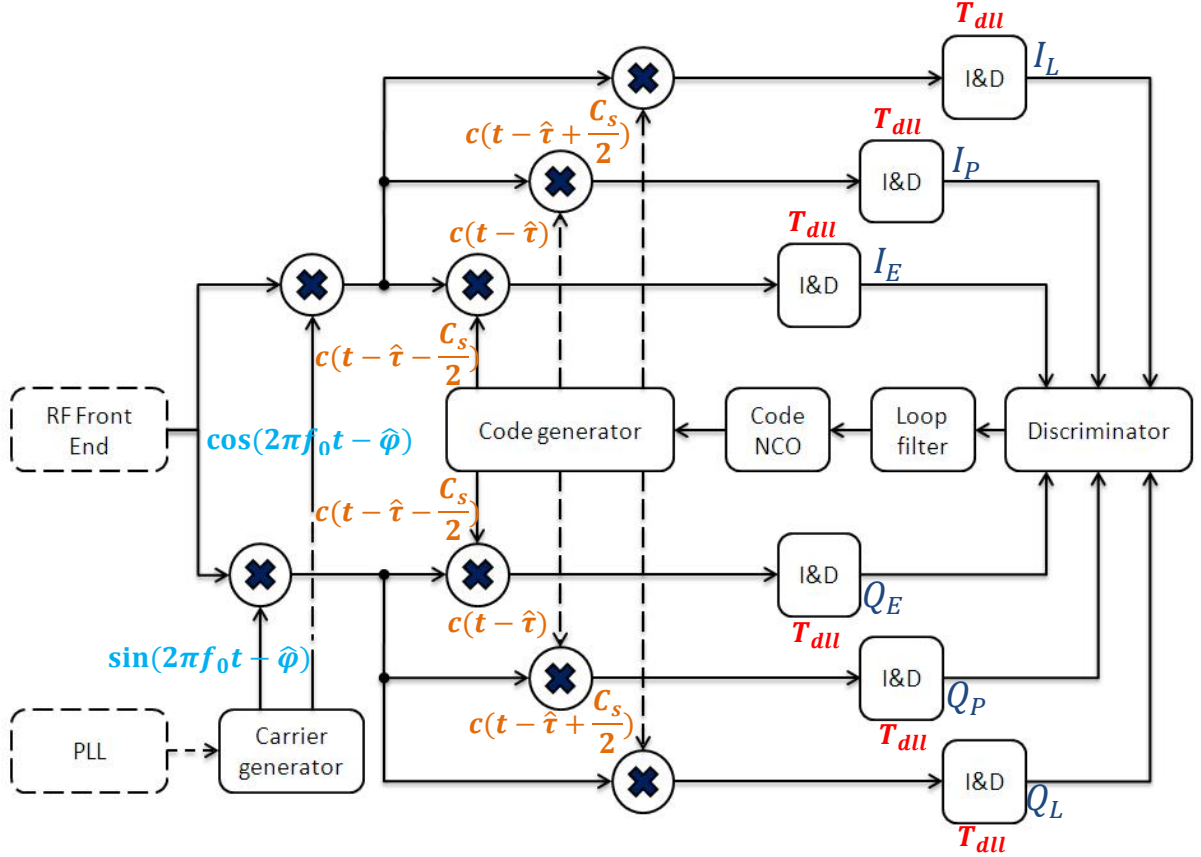 T_dll
I&D
I_L
c(t − τ̂ + C_s/2)
T_dll
I&D
I_P
c(t − τ̂)
T_dll
I&D
I_E
c(t − τ̂ − C_s/2)
RF Front
End
cos(2πf_0t − φ̂)
Code generator
Code
NCO
Loop
filter
Discriminator
c(t − τ̂ − C_s/2)
I&D
Q_E
c(t − τ̂)
T_dll
sin(2πf_0t − φ̂)
I&D
Q_P
c(t − τ̂ + C_s/2)
T_dll
PLL
Carrier
generator
I&D
Q_L
T_dll